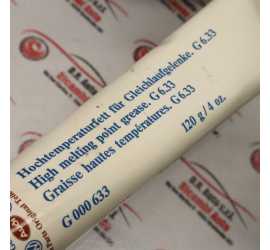 Hochtemperaturfett für Gleichlaufgelenke. G 6.33
High melting point grease. G 6.33
Graisse hautes températures. G 6.33
120 g / 4 oz.
G 000 633